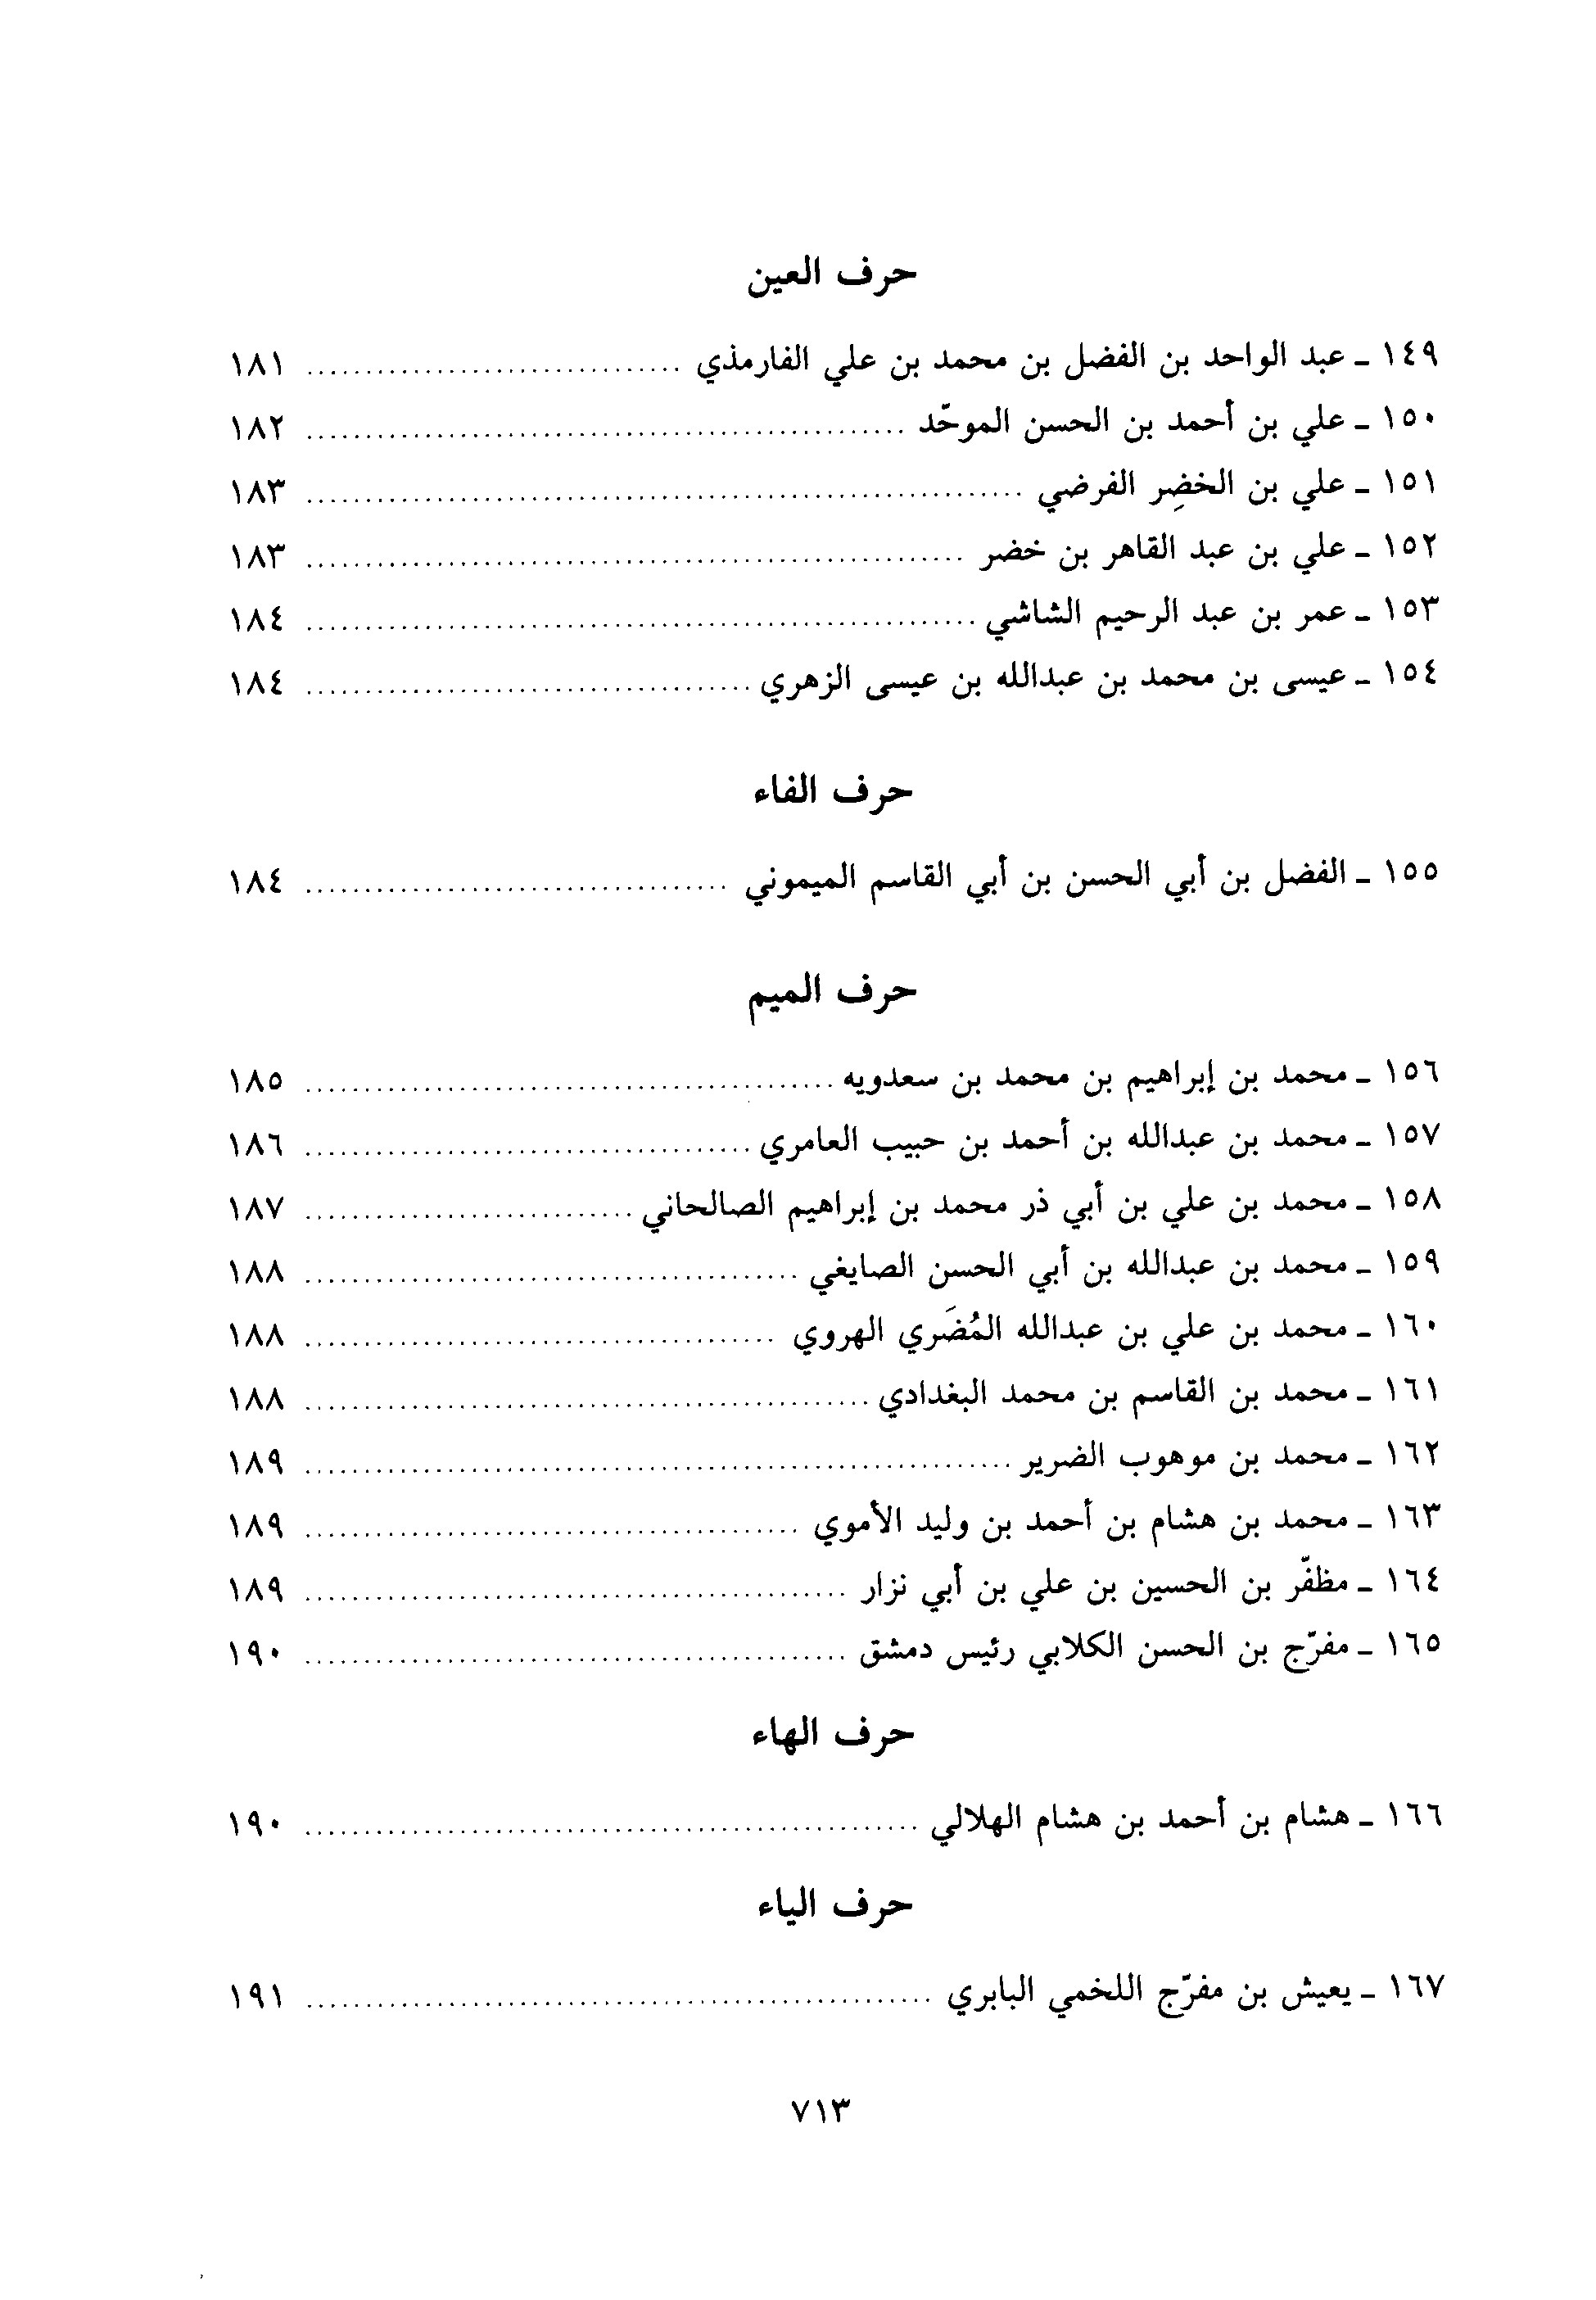 حرف العين
١٤٩ ـ عبد الواحد بن الفضل بن محمد بن علي الفارمذي ................................ ١٨١
١٥٠ ـ علي بن أحمد بن الحسن الموحّد ................................ ١٨٢
١٥١ ـ علي بن الخضِر الفرضي ................................ ١٨٣
١٥٢ ـ علي بن عبد القاهر بن خضر ................................ ١٨٣
١٥٣ ـ عمر بن عبد الرحيم الشاشي ................................ ١٨٤
١٥٤ ـ عيسى بن محمد بن عبدالله بن عيسى الزهري ................................ ١٨٤
حرف الفاء
١٥٥ ـ الفضل بن أبي الحسن بن أبي القاسم الميموني ................................ ١٨٤
حرف الميم
١٥٦ ـ محمد بن إبراهيم بن محمد بن سعدويه ................................ ١٨٥
١٥٧ ـ محمد بن عبدالله بن أحمد بن حبيب العامري ................................ ١٨٦
١٥٨ ـ محمد بن علي بن أبي ذر محمد بن إبراهيم الصالحاني ................................ ١٨٧
١٥٩ ـ محمد بن عبدالله بن أبي الحسن الصايغي ................................ ١٨٨
١٦٠ ـ محمد بن علي بن عبدالله المُضَري الهروي ................................ ١٨٨
١٦١ ـ محمد بن القاسم بن محمد البغدادي ................................ ١٨٨
١٦٢ ـ محمد بن موهوب الضرير ................................ ١٨٩
١٦٣ ـ محمد بن هشام بن أحمد بن وليد الأموي ................................ ١٨٩
١٦٤ ـ مظفّر بن الحسين بن علي بن أبي نزار ................................ ١٨٩
١٦٥ ـ مفرّج بن الحسن الكلابي رئيس دمشق ................................ ١٩٠
حرف الهاء
١٦٦ ـ هشام بن أحمد بن هشام الهلالي ................................ ١٩٠
حرف الياء
١٦٧ ـ يعيش بن مفرّج اللخمي البابري ................................ ١٩١
٧١٣